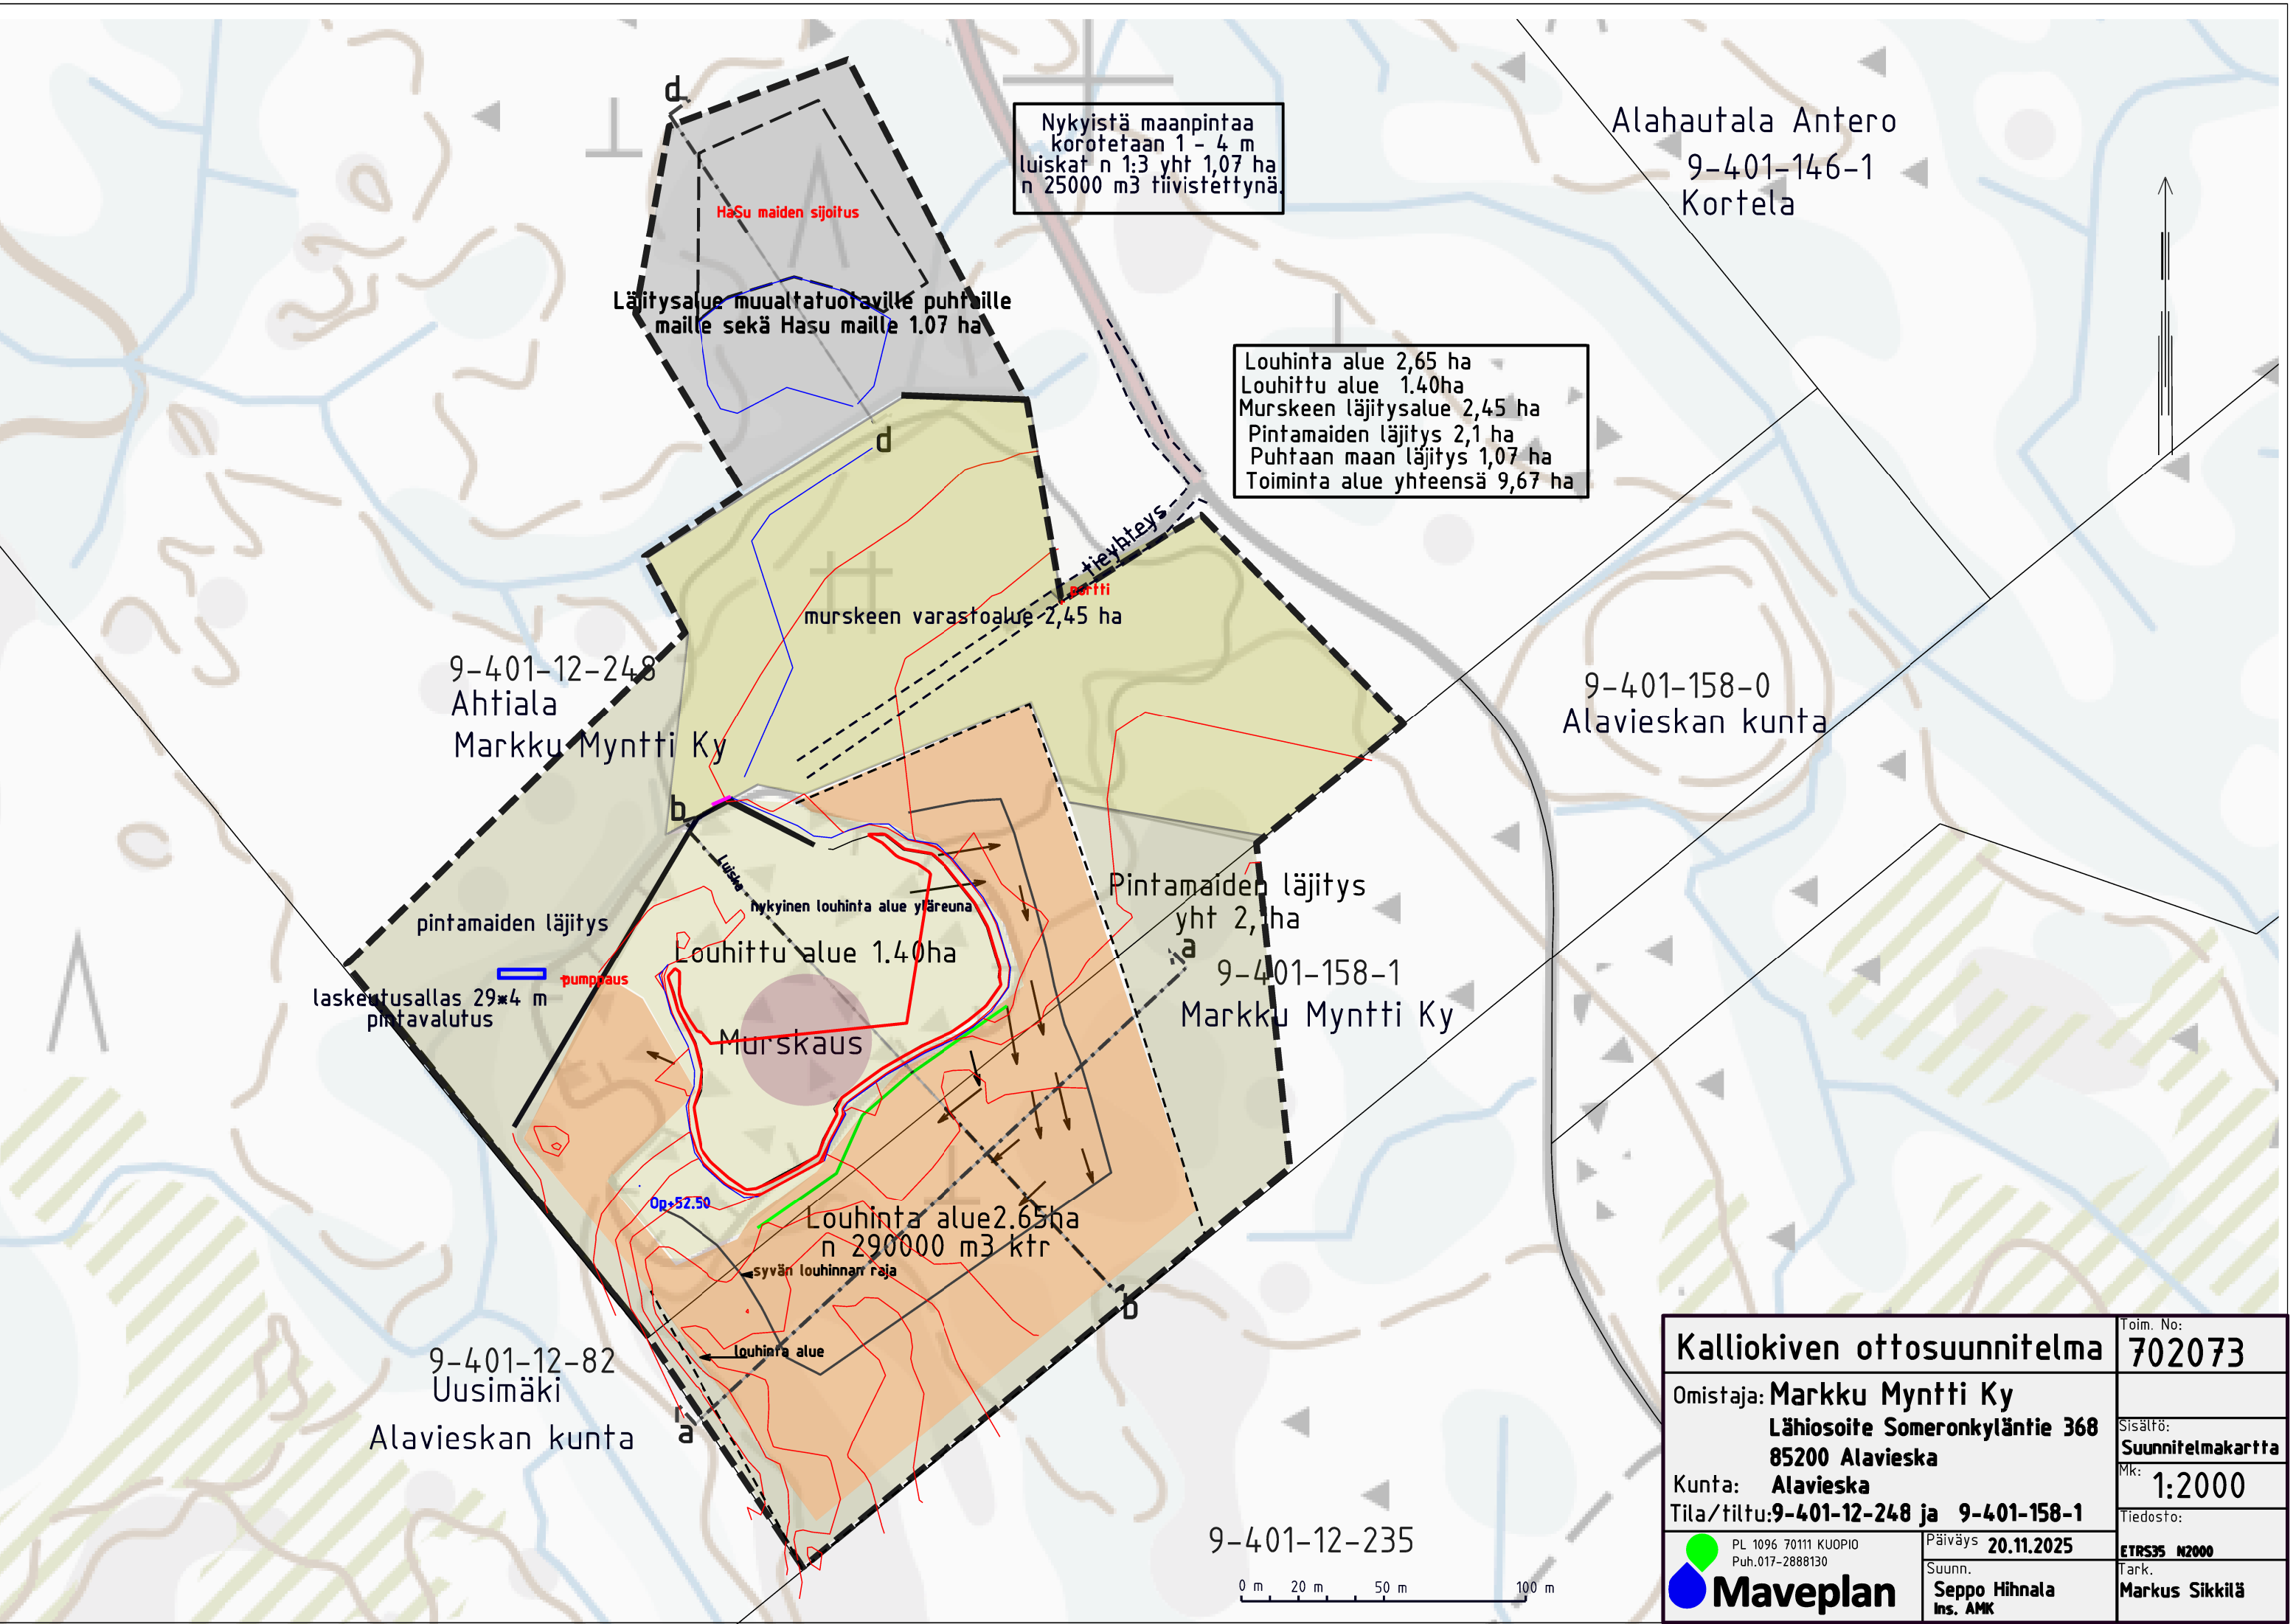 d
Nykyistä maanpintaa
korotetaan 1 - 4 m
luiskat n 1:3 yht 1,07 ha
n 25000 m3 tiivistettynä.
Alahautala Antero
9-401-146-1
Kortela
HaSu maiden sijoitus
Läjitysalue muualtatuotaville puhtaille
maille sekä Hasu maille 1.07 ha
d
Louhinta alue 2,65 ha
Louhittu alue 1.40ha
Murskeen läjitysalue 2,45 ha
Pintamaiden läjitys 2,1 ha
Puhtaan maan läjitys 1,07 ha
Toiminta alue yhteensä 9,67 ha
tieyhteys
portti
murskeen varastoalue 2,45 ha
9-401-12-248
Ahtiala
Markku Myntti Ky
9-401-158-0
Alavieskan kunta
b
Luiska
nykyinen louhinta alue yläreuna
Pintamaiden läjitys
yht 2, ha
a
9-401-158-1
Markku Myntti Ky
pintamaiden läjitys
Louhittu alue 1.40ha
pumppaus
laskeutusallas 29*4 m
pintavalutus
Murskaus
Op+52.50
Louhinta alue2.65ha
n 290000 m3 ktr
syvän louhinnan raja
b
louhinta alue
9-401-12-82
Uusimäki
Alavieskan kunta
a
9-401-12-235
0 m 20 m 50 m 100 m
Kalliokiven ottosuunnitelma
Toim. No:
702073
Omistaja: Markku Myntti Ky
Lähiosoite Someronkyläntie 368
85200 Alavieska
Kunta: Alavieska
Tila/tiltu:9-401-12-248 ja 9-401-158-1
Sisältö:
Suunnitelmakartta
Mk: 1:2000
Tiedosto:
ETRS35 N2000
PL 1096 70111 KUOPIO
Puh.017-2888130
Maveplan
Päiväys 20.11.2025
Suunn.
Seppo Hihnala
Ins. AMK
Tark.
Markus Sikkilä